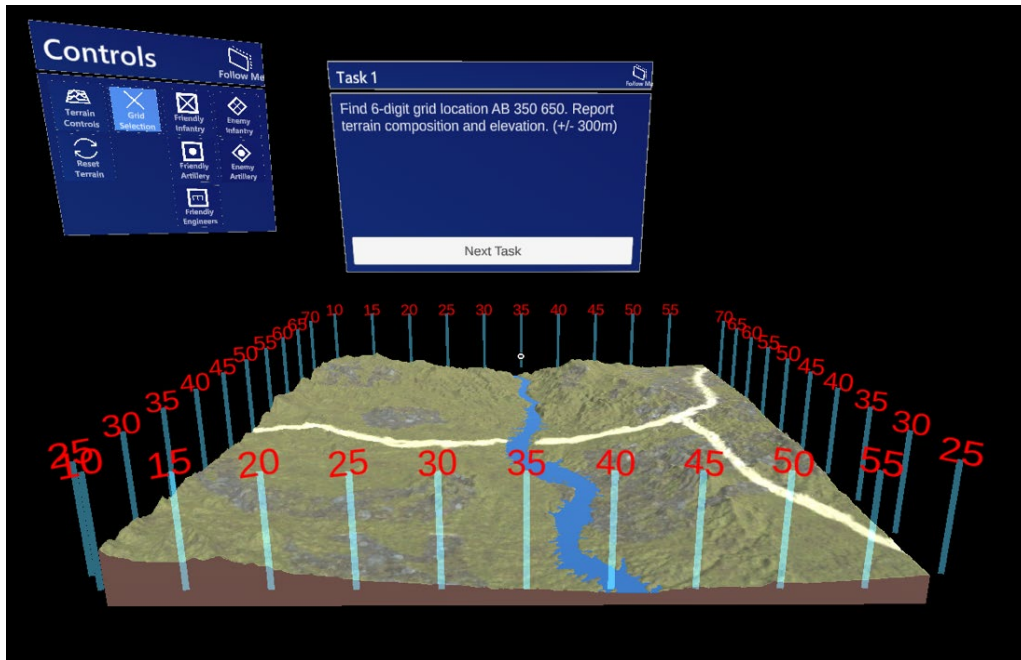 Controls
Follow Me
Terrain Controls
Grid Selection
Friendly Infantry
Enemy Infantry
Reset Terrain
Friendly Artillery
Enemy Artillery
Friendly Engineers
Task 1
Follow Me
Find 6-digit grid location AB 350 650. Report
terrain composition and elevation. (+/- 300m)
Next Task
10 15 20 25 30 35 40 45 50 55
70 65 60 55 50 45 40 35 30 25
70 65 60 55 50 45 40 35 30 25
10 15 20 25 30 35 40 45 50 55